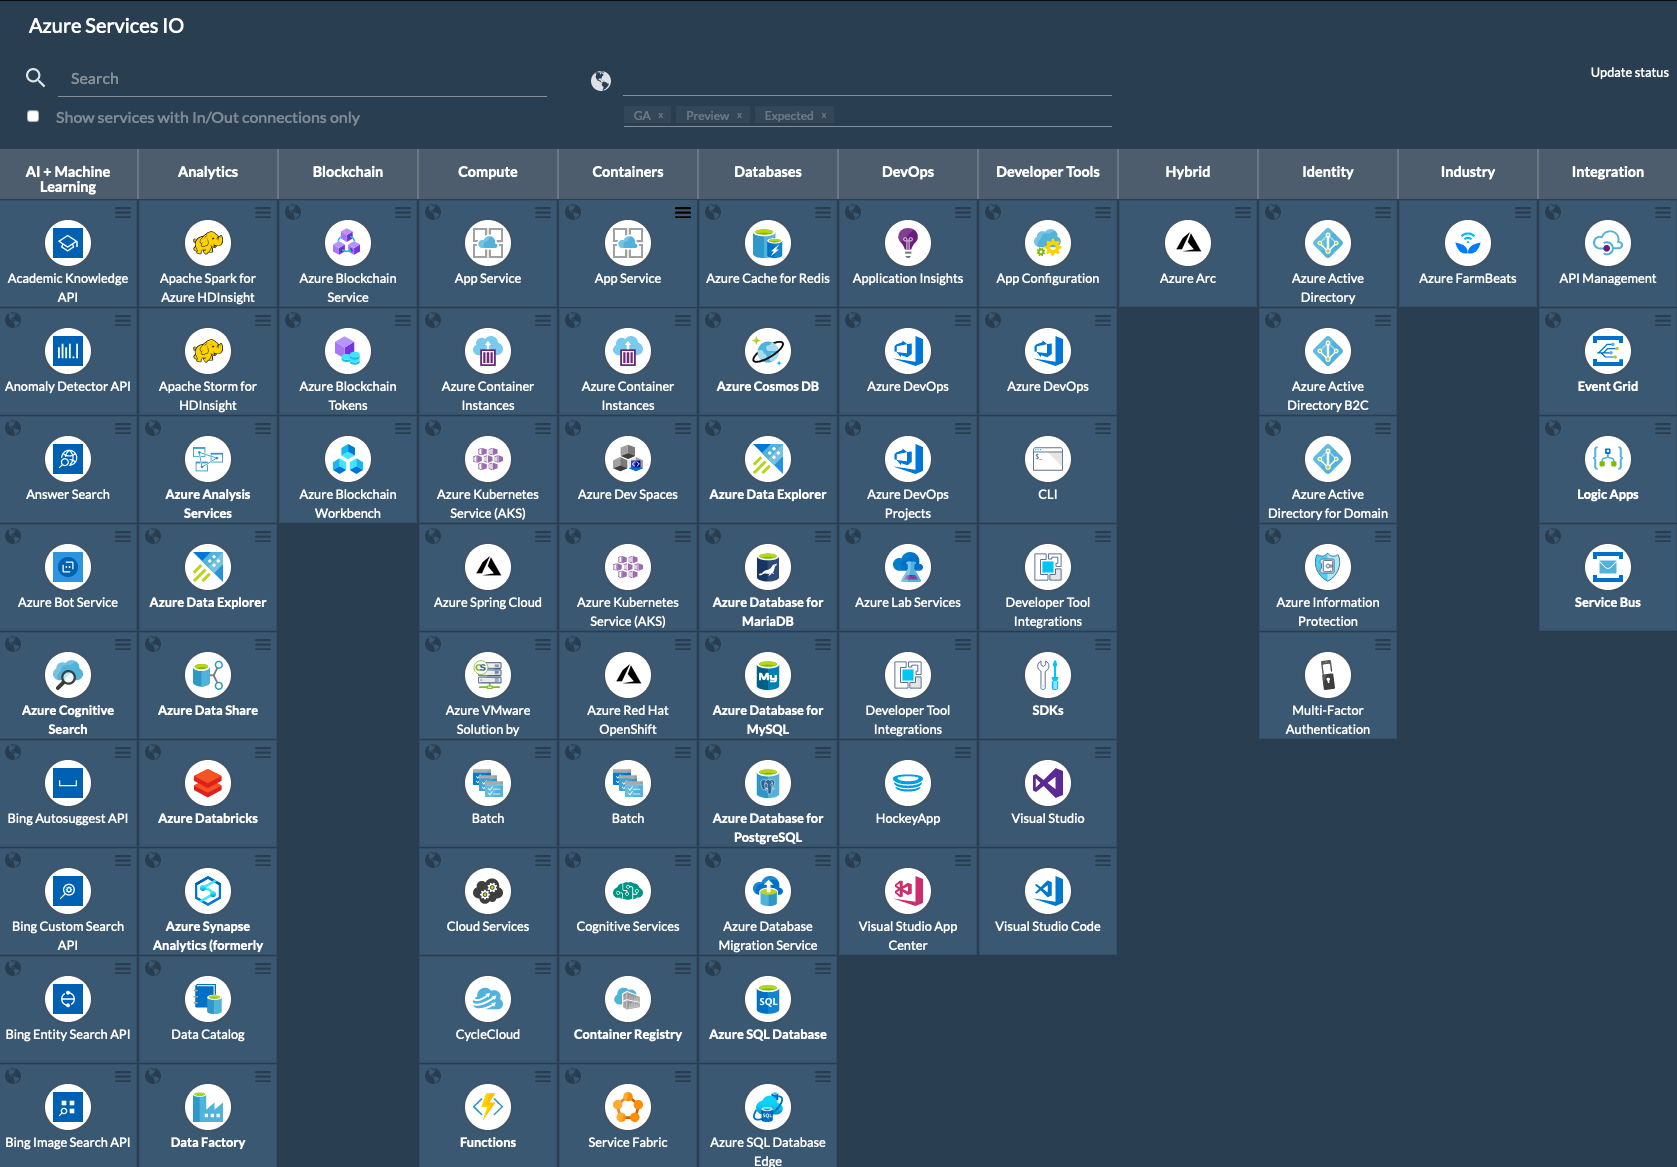 Azure Services IO
Search
Update status
Show services with In/Out connections only
GA x Preview x Expected x
AI + Machine
Learning
Analytics
Blockchain
Compute
Containers
Databases
DevOps
Developer Tools
Hybrid
Identity
Industry
Integration
Academic Knowledge
API
Apache Spark for
Azure HDInsight
Azure Blockchain
Service
App Service
App Service
Azure Cache for Redis
Application Insights
App Configuration
Azure Arc
Azure Active
Directory
Azure FarmBeats
API Management
Anomaly Detector API
Apache Storm for
HDInsight
Azure Blockchain
Tokens
Azure Container
Instances
Azure Container
Instances
Azure Cosmos DB
Azure DevOps
Azure DevOps
Azure Active
Directory B2C
Event Grid
Answer Search
Azure Analysis
Services
Azure Blockchain
Workbench
Azure Kubernetes
Service (AKS)
Azure Dev Spaces
Azure Data Explorer
Azure DevOps
Projects
CLI
Azure Active
Directory for Domain
Logic Apps
Azure Bot Service
Azure Data Explorer
Azure Spring Cloud
Azure Kubernetes
Service (AKS)
Azure Database for
MariaDB
Azure Lab Services
Developer Tool
Integrations
Azure Information
Protection
Service Bus
Azure Cognitive
Search
Azure Data Share
CS
Azure VMware
Solution by
Azure Red Hat
OpenShift
My
Azure Database for
MySQL
Developer Tool
Integrations
SDKs
Multi-Factor
Authentication
Bing Autosuggest API
Azure Databricks
Batch
Batch
Azure Database for
PostgreSQL
HockeyApp
Visual Studio
Bing Custom Search
API
Azure Synapse
Analytics (formerly
Cloud Services
Cognitive Services
Azure Database
Migration Service
Visual Studio App
Center
Visual Studio Code
Bing Entity Search API
Data Catalog
CycleCloud
Container Registry
SQL
Azure SQL Database
Bing Image Search API
Data Factory
Functions
Service Fabric
SQL
Azure SQL Database
Edge